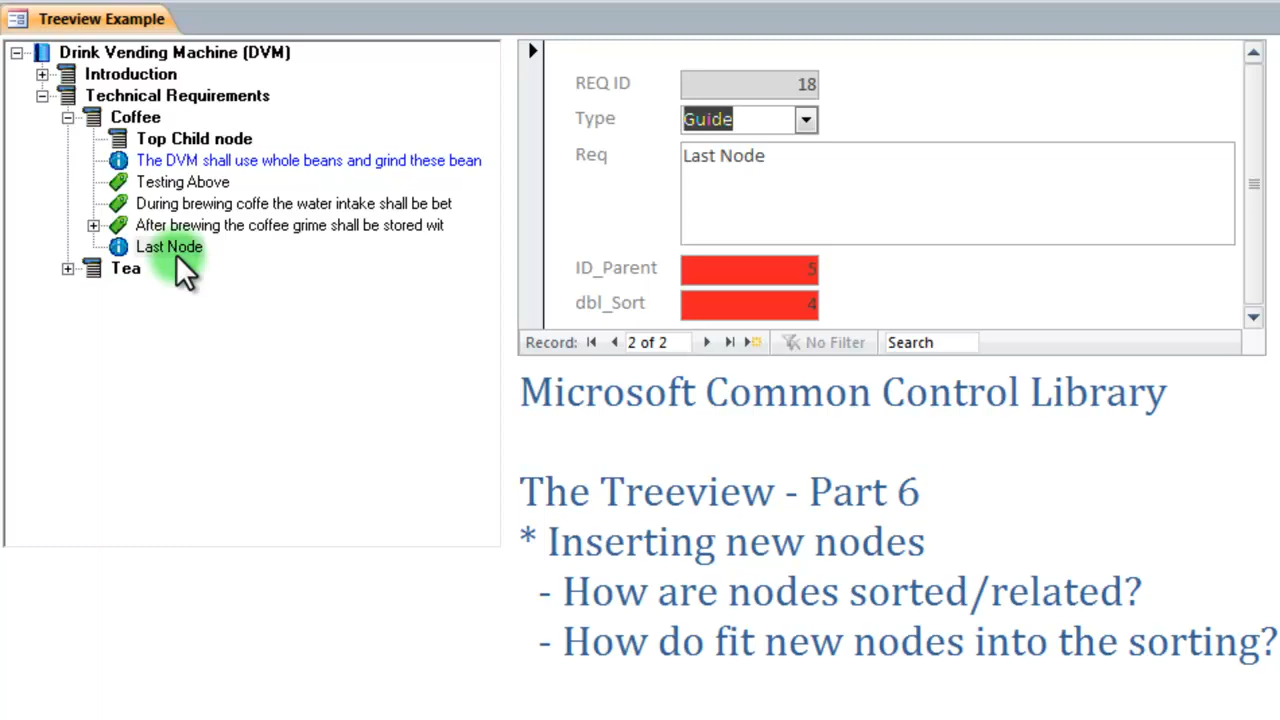 Treeview Example
Drink Vending Machine (DVM)
Introduction
Technical Requirements
Coffee
Top Child node
The DVM shall use whole beans and grind these bean
Testing Above
During brewing coffe the water intake shall be bet
After brewing the coffee grime shall be stored wit
Last Node
Tea
REQ ID 18
Type Guide
Req Last Node
ID_Parent 5
dbl_Sort 4
Record: 2 of 2 No Filter Search
Microsoft Common Control Library
The Treeview - Part 6
* Inserting new nodes
- How are nodes sorted/related?
- How do fit new nodes into the sorting?